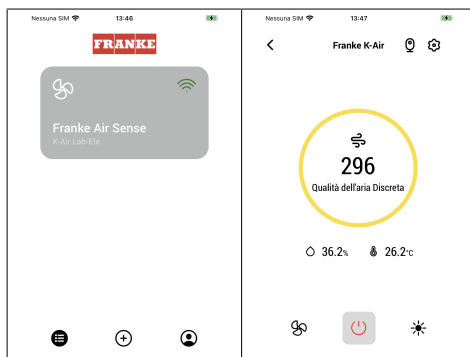 Nessuna SIM 13:46
FRANKE
Franke Air Sense
K-Air Lab-Efe
Nessuna SIM 13:47
Franke K-Air
296
Qualità dell'aria Discreta
36.2% 26.2°C